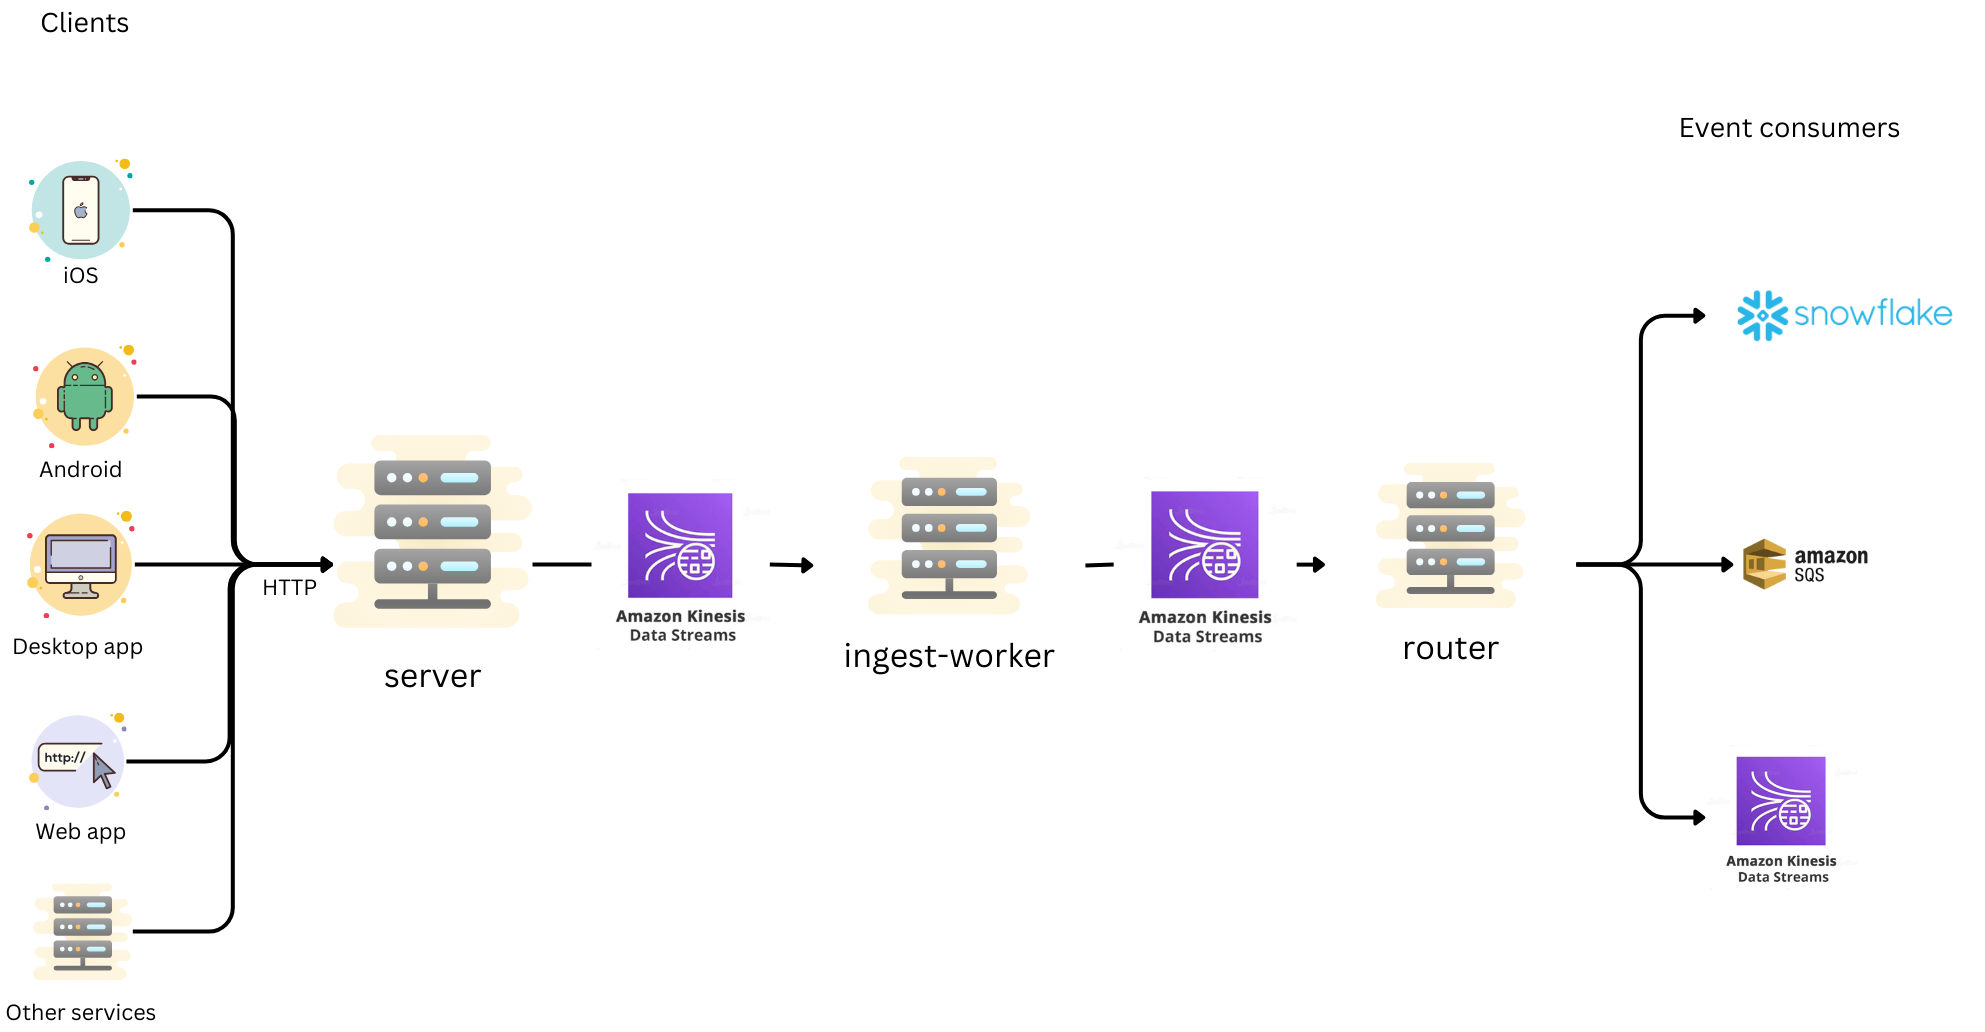 Clients
Event consumers
iOS
snowflake
Android
HTTP
amazon
SQS
Desktop app
server
Amazon Kinesis
Data Streams
ingest-worker
Amazon Kinesis
Data Streams
router
http://
Web app
Amazon Kinesis
Data Streams
Other services